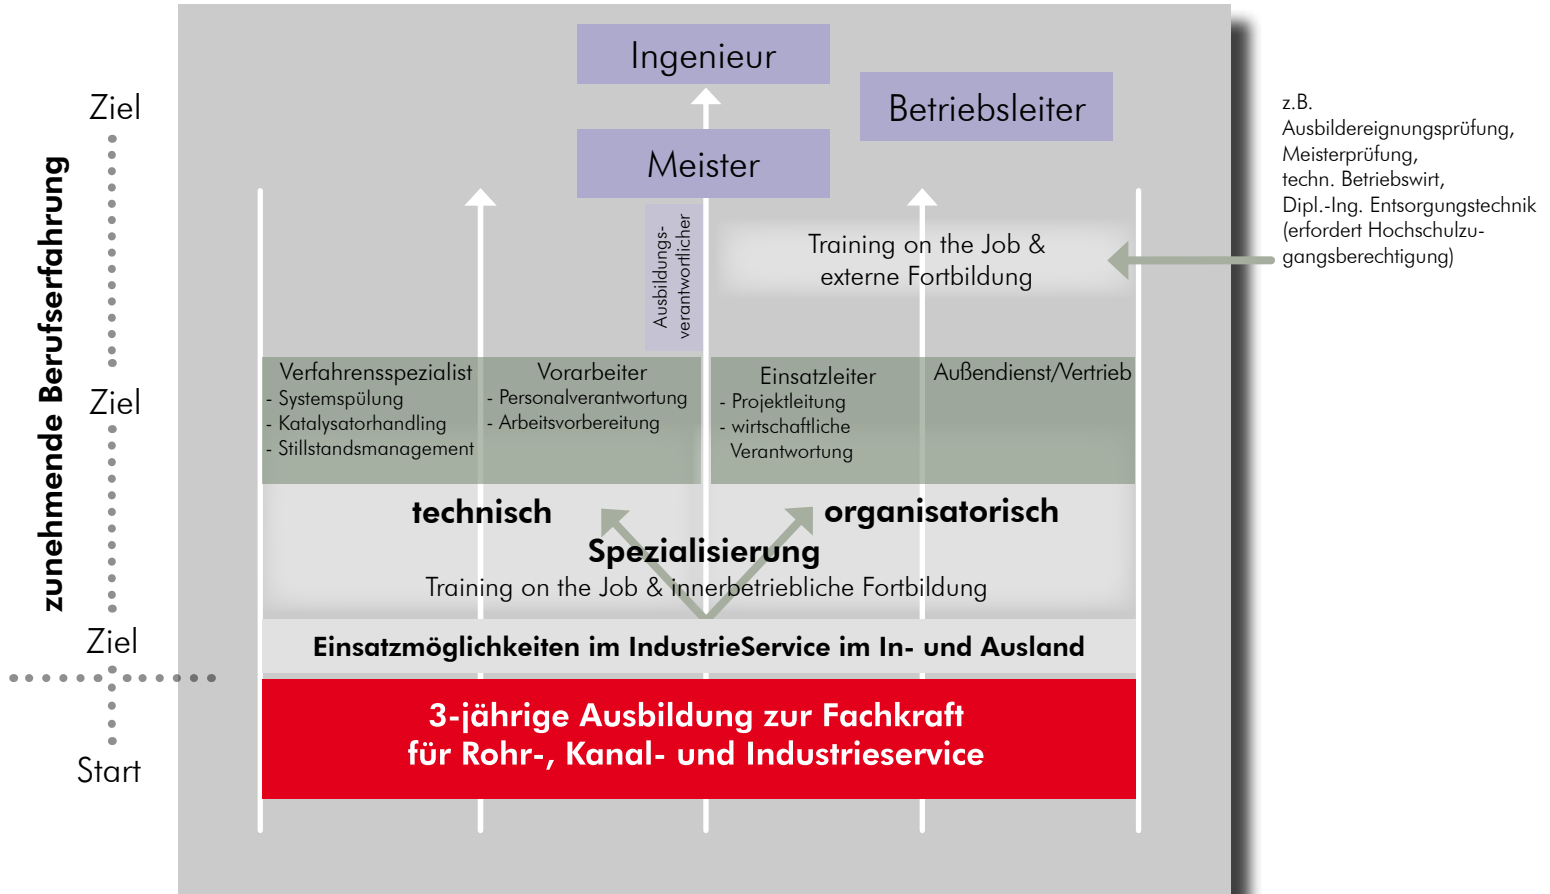 Ingenieur
Betriebsleiter
Meister
Ziel
zunehmende Berufserfahrung
Ziel
Ziel
Start
z.B.
Ausbildereignungsprüfung,
Meisterprüfung,
techn. Betriebswirt,
Dipl.-Ing. Entsorgungstechnik
(erfordert Hochschulzu-
gangsberechtigung)
Ausbildungs-
verantwortlicher
Training on the Job &
externe Fortbildung
Verfahrensspezialist
- Systemspülung
- Katalysatorhandling
- Stillstandsmanagement
Vorarbeiter
- Personalverantwortung
- Arbeitsvorbereitung
Einsatzleiter
- Projektleitung
- wirtschaftliche
Verantwortung
Außendienst/Vertrieb
technisch
organisatorisch
Spezialisierung
Training on the Job & innerbetriebliche Fortbildung
Einsatzmöglichkeiten im IndustrieService im In- und Ausland
3-jährige Ausbildung zur Fachkraft
für Rohr-, Kanal- und Industrieservice